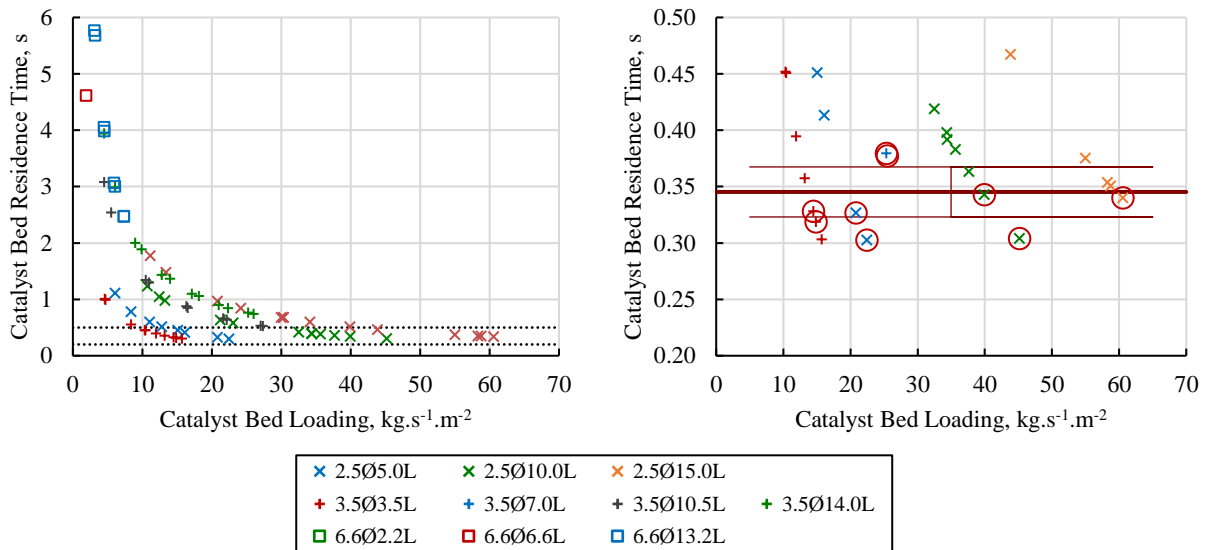 Catalyst Bed Residence Time, s
6
5
4
3
2
1
0
0 10 20 30 40 50 60 70
Catalyst Bed Loading, kg.s⁻¹.m⁻²
Catalyst Bed Residence Time, s
0.50
0.45
0.40
0.35
0.30
0.25
0.20
0 10 20 30 40 50 60 70
Catalyst Bed Loading, kg.s⁻¹.m⁻²
2.5Ø5.0L 2.5Ø10.0L 2.5Ø15.0L
3.5Ø3.5L 3.5Ø7.0L 3.5Ø10.5L 3.5Ø14.0L
6.6Ø2.2L 6.6Ø6.6L 6.6Ø13.2L